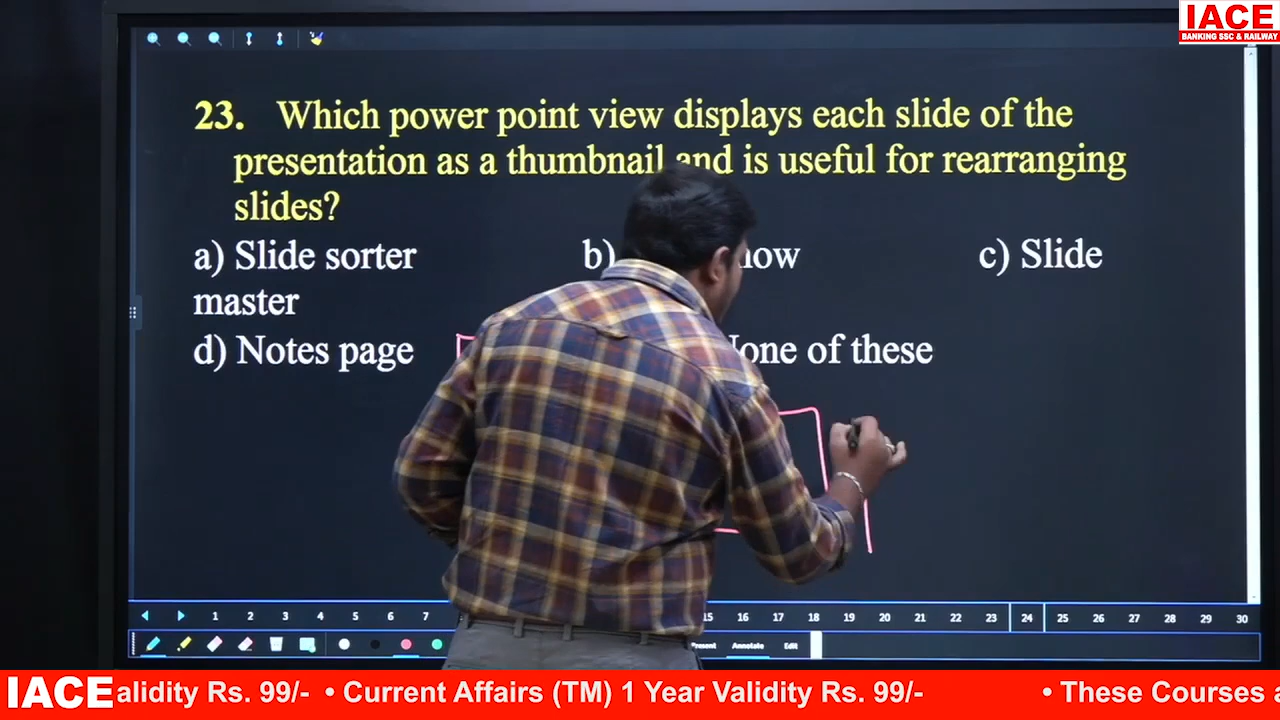 IACE
BANKING SSC & RAILWAY
23. Which power point view displays each slide of the
presentation as a thumbnail and is useful for rearranging
slides?
a) Slide sorter b) c) Slide
master
d) Notes page of these
1 2 3 4 5 6 7 15 16 17 18 19 20 21 22 23 24 25 26 27 28 29 30
Annotate Edit
IACE alidity Rs. 99/- • Current Affairs (TM) 1 Year Validity Rs. 99/- • These Courses a